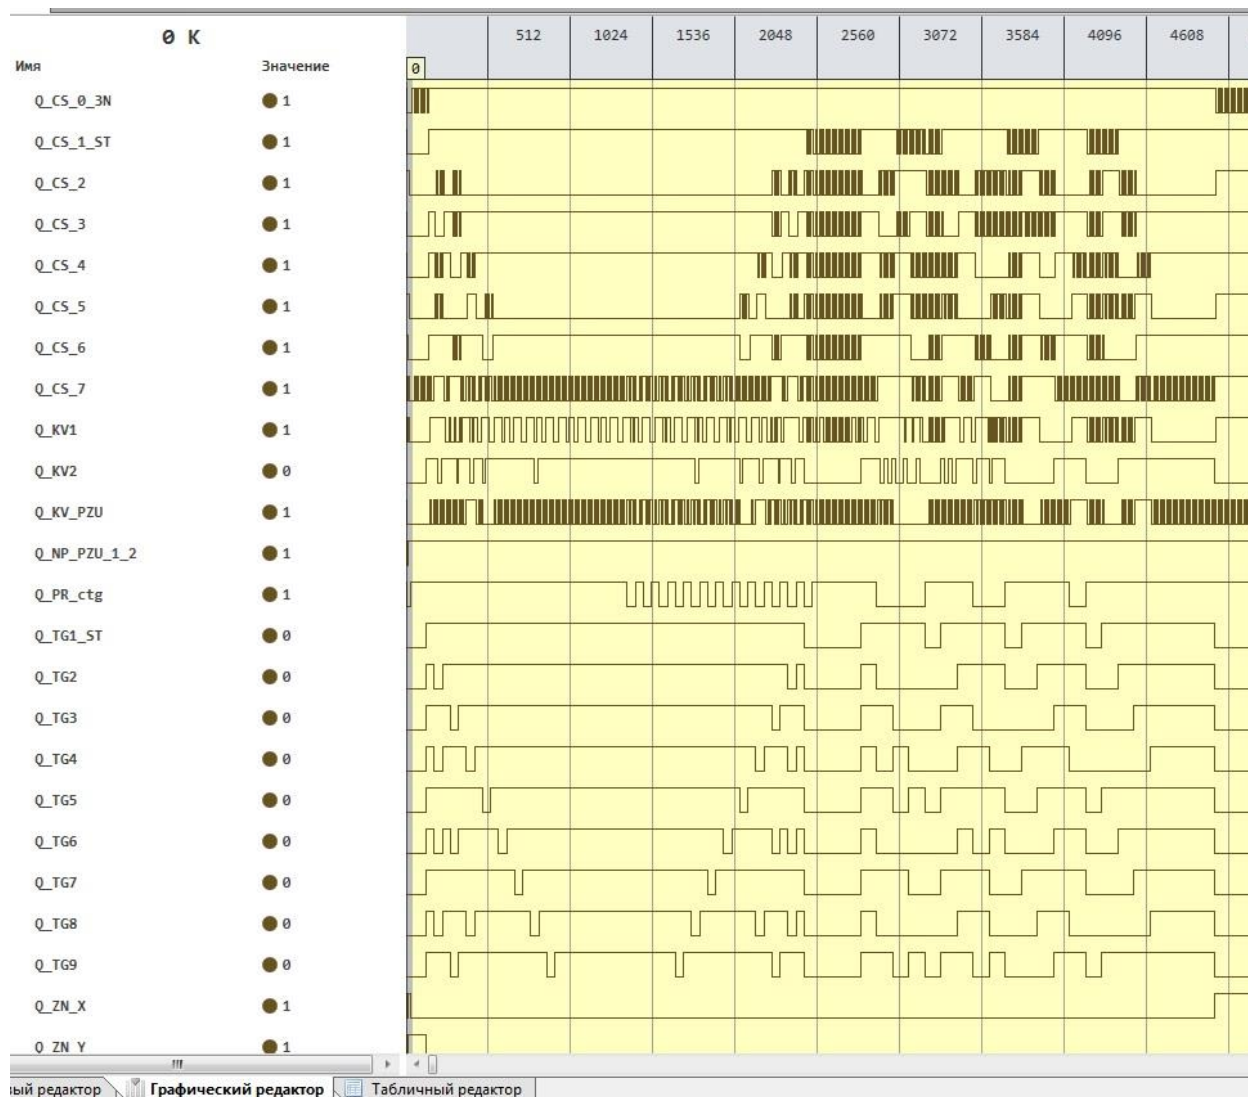 0 К
512 1024 1536 2048 2560 3072 3584 4096 4608
Имя Значение 0
Q_CS_0_3N 1
Q_CS_1_ST 1
Q_CS_2 1
Q_CS_3 1
Q_CS_4 1
Q_CS_5 1
Q_CS_6 1
Q_CS_7 1
Q_KV1 1
Q_KV2 0
Q_KV_PZU 1
Q_NP_PZU_1_2 1
Q_PR_ctg 1
Q_TG1_ST 0
Q_TG2 0
Q_TG3 0
Q_TG4 0
Q_TG5 0
Q_TG6 0
Q_TG7 0
Q_TG8 0
Q_TG9 0
Q_ZN_X 1
Q_ZN_Y 1
вый редактор Графический редактор Табличный редактор